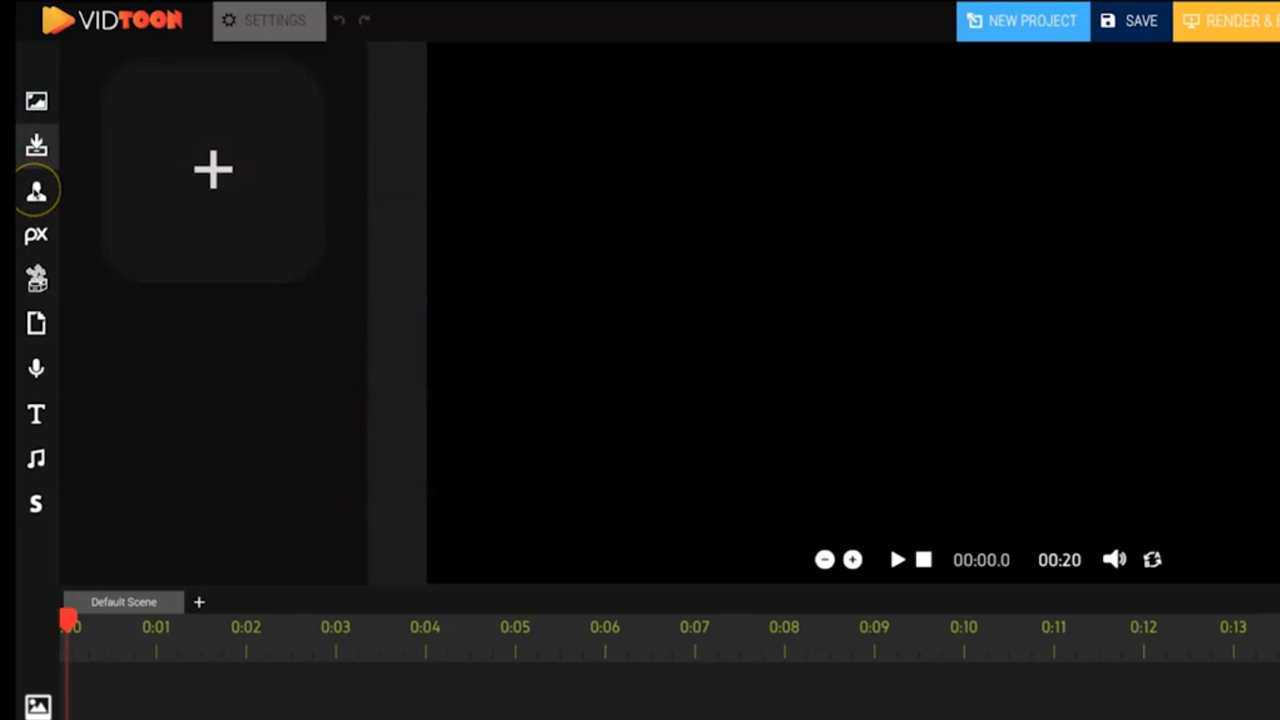 VIDTOON
SETTINGS
NEW PROJECT
SAVE
RENDER &
px
T
S
00:00.0
00:20
Default Scene
0:01
0:02
0:03
0:04
0:05
0:06
0:07
0:08
0:09
0:10
0:11
0:12
0:13